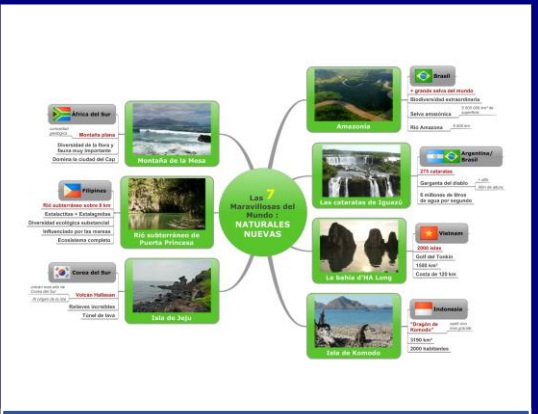 Las 7
Maravillosas del
Mundo :
NATURALES
NUEVAS
Brasil
+ grande selva del mundo
Biodiversidad extraordinaria
Selva amazónica
Río Amazona
Amazonia
Argentina/
Brasil
275 cataratas
Garganta del diablo
6 millones de litros
de agua por segundo
Las cataratas de Iguazú
Vietnam
2000 islas
Golf del Tonkín
1500 km²
Costa de 120 km
La bahía d'HA Long
Indonesia
"Dragón de
Komodo"
3190 km²
2000 habitantes
Isla de Komodo
África del Sur
Montaña plana
Diversidad de la flora y
fauna muy importante
Domina la ciudad del Cap
Montaña de la Mesa
Filipinas
Rió subterráneo sobre 8 km
Estalactitas + Estalagmitas
Diversidad ecológica substancial
Influenciado por las mareas
Ecosistema completo
Rió subterráneo de
Puerto Princesa
Corea del Sur
Volcán Hallasan
Relieves increíbles
Túnel de lava
Isla de Jeju